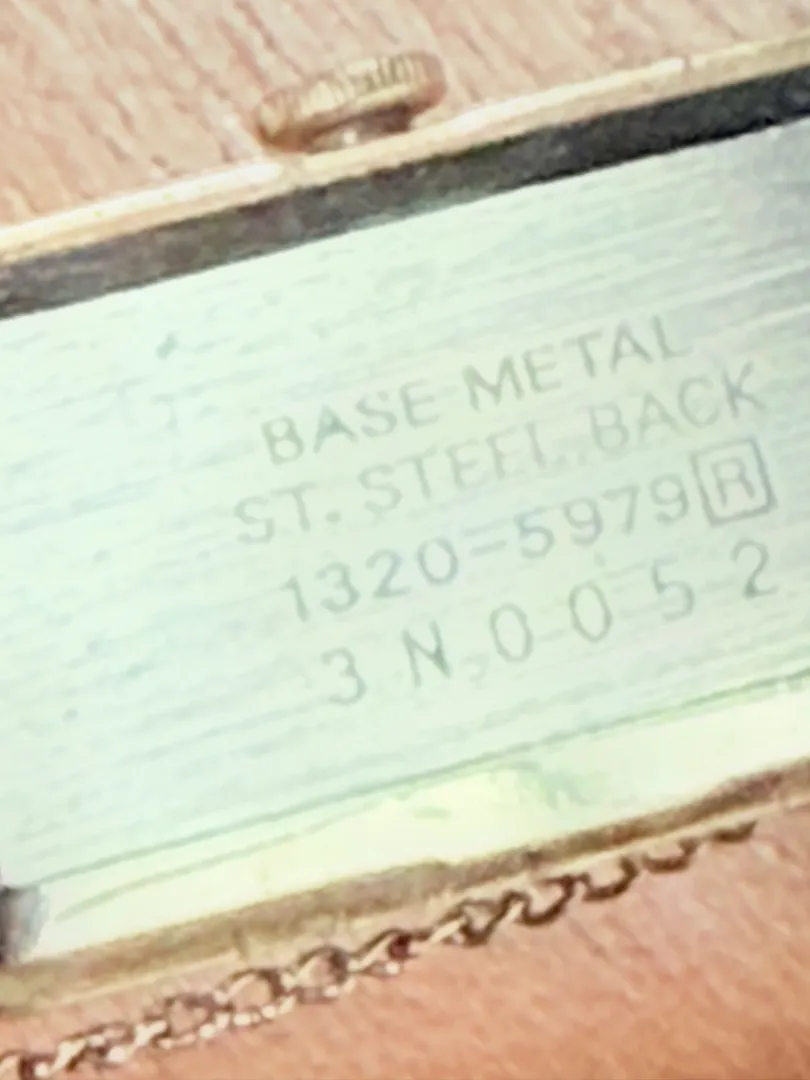 BASE METAL
ST. STEEL BACK
1320-5979 R
3N0052